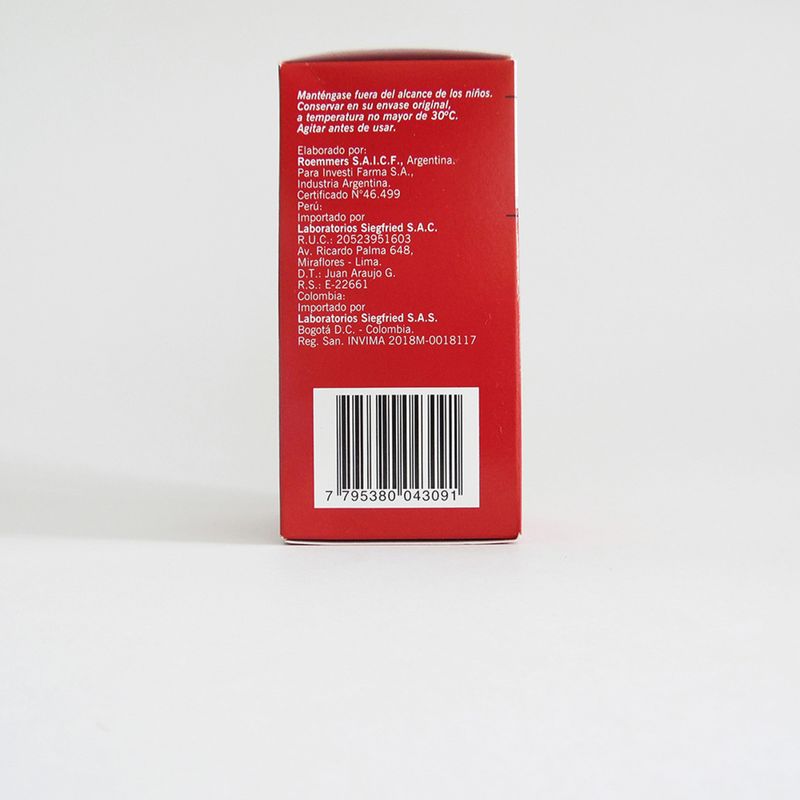 Manténgase fuera del alcance de los niños.
Conservar en su envase original,
a temperatura no mayor de 30ºC.
Agitar antes de usar.
Elaborado por:
Roemmers S.A.I.C.F., Argentina.
Para Investi Farma S.A.,
Industria Argentina.
Certificado N°46.499
Perú:
Importado por
Laboratorios Siegfried S.A.C.
R.U.C.: 20523951603
Av. Ricardo Palma 648,
Miraflores - Lima.
D.T.: Juan Araujo G.
R.S.: E-22661
Colombia:
Importado por
Laboratorios Siegfried S.A.S.
Bogotá D.C. - Colombia.
Reg. San. INVIMA 2018M-0018117
7 795380 043091